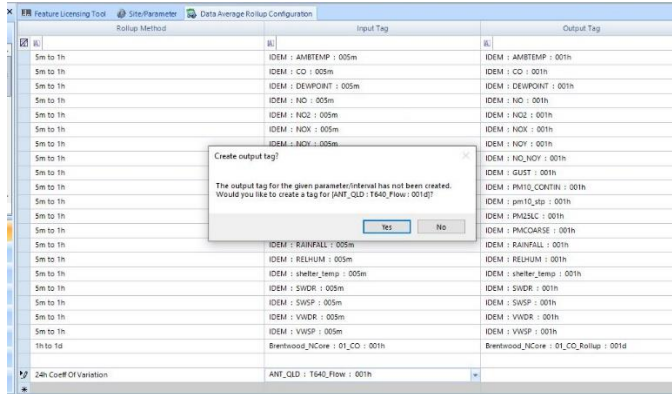 Feature Licensing Tool Site/Parameter Data Average Rollup Configuration
Rollup Method Input Tag Output Tag
5m to 1h IDEM : AMBTEMP : 005m IDEM : AMBTEMP : 001h
5m to 1h IDEM : CO : 005m IDEM : CO : 001h
5m to 1h IDEM : DEWPOINT : 005m IDEM : DEWPOINT : 001h
5m to 1h IDEM : NO : 005m IDEM : NO : 001h
5m to 1h IDEM : NO2 : 005m IDEM : NO2 : 001h
5m to 1h IDEM : NOX : 005m IDEM : NOX : 001h
5m to 1h IDEM : NOY : 005m IDEM : NOY : 001h
5m to 1h IDEM : NO_NOY : 001h
5m to 1h IDEM : GUST : 001h
5m to 1h IDEM : PM10_CONTIN : 001h
5m to 1h IDEM : pm10_stp : 001h
5m to 1h IDEM : PM25LC : 001h
5m to 1h IDEM : PMCOARSE : 001h
5m to 1h IDEM : RAINFALL : 005m IDEM : RAINFALL : 001h
5m to 1h IDEM : RELHUM : 005m IDEM : RELHUM : 001h
5m to 1h IDEM : shelter_temp : 005m IDEM : shelter_temp : 001h
5m to 1h IDEM : SWDR : 005m IDEM : SWDR : 001h
5m to 1h IDEM : SWSP : 005m IDEM : SWSP : 001h
5m to 1h IDEM : VWDR : 005m IDEM : VWDR : 001h
5m to 1h IDEM : VWSP : 005m IDEM : VWSP : 001h
1h to 1d Brentwood_NCore : 01_CO : 001h Brentwood_NCore : 01_CO_Rollup : 001d
24h Coeff Of Variation ANT_QLD : T640_Flow : 001h
Create output tag?
The output tag for the given parameter/interval has not been created.
Would you like to create a tag for [ANT_QLD : T640_Flow : 001d]?
Yes No